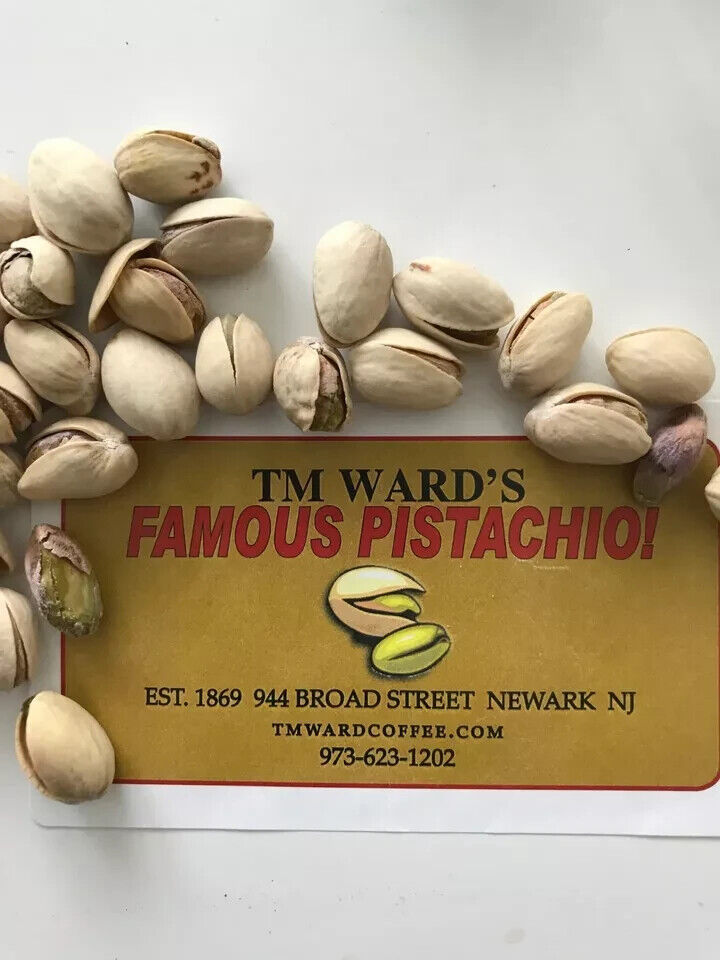 TM WARD'S
FAMOUS PISTACHIO!
EST. 1869 944 BROAD STREET NEWARK NJ
TMWARDCOFFEE.COM
973-623-1202